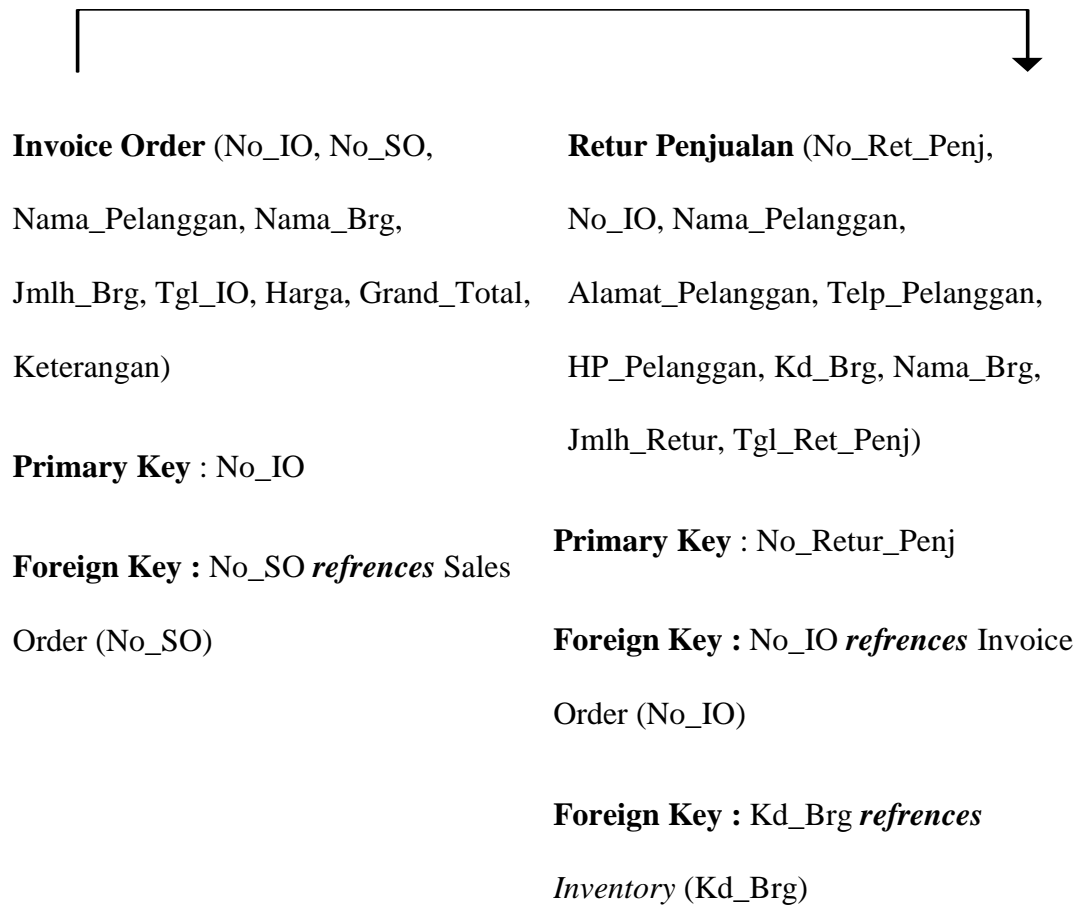 Invoice Order (No_IO, No_SO,
Nama_Pelanggan, Nama_Brg,
Jmlh_Brg, Tgl_IO, Harga, Grand_Total,
Keterangan)
Primary Key : No_IO
Foreign Key : No_SO refrences Sales
Order (No_SO)
Retur Penjualan (No_Ret_Penj,
No_IO, Nama_Pelanggan,
Alamat_Pelanggan, Telp_Pelanggan,
HP_Pelanggan, Kd_Brg, Nama_Brg,
Jmlh_Retur, Tgl_Ret_Penj)
Primary Key : No_Retur_Penj
Foreign Key : No_IO refrences Invoice
Order (No_IO)
Foreign Key : Kd_Brg refrences
Inventory (Kd_Brg)